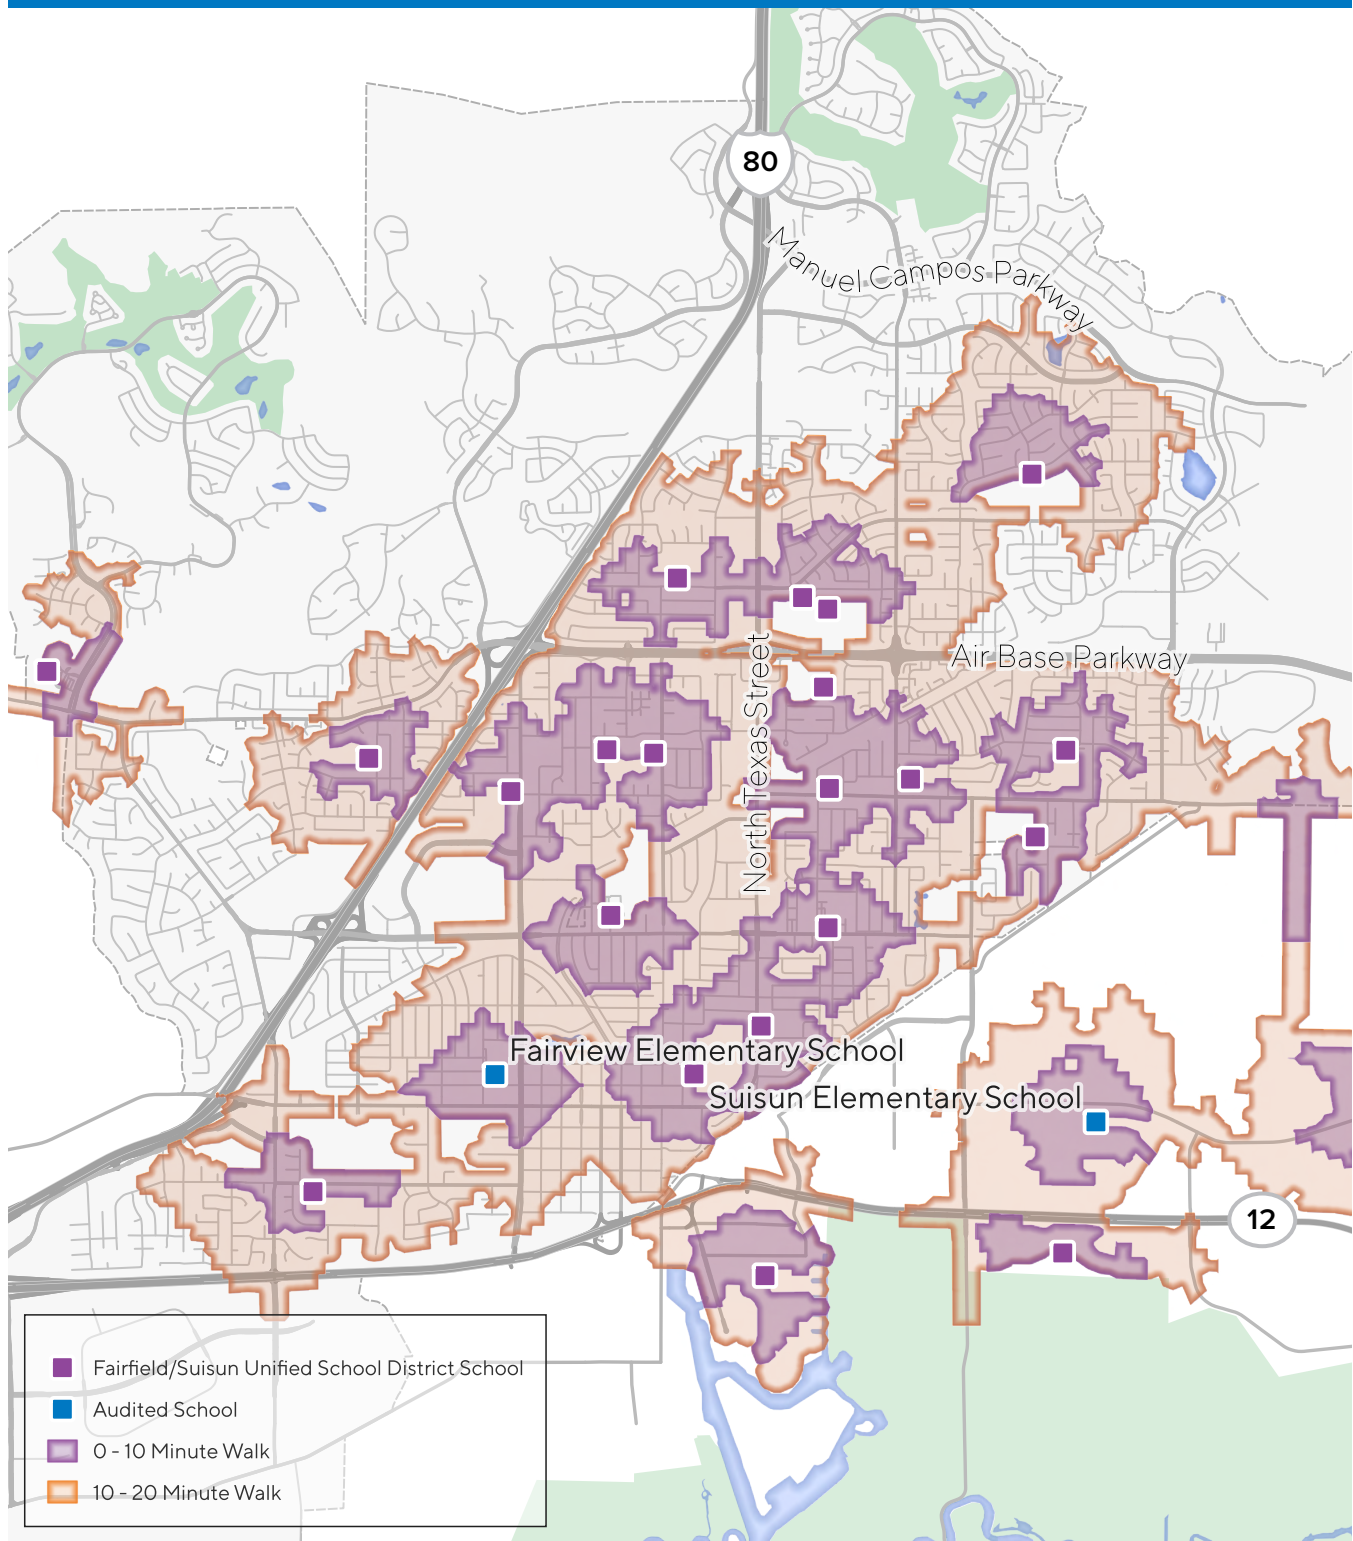 80
Manuel Campos Parkway
Air Base Parkway
North Texas Street
Fairview Elementary School
Suisun Elementary School
12
Fairfield/Suisun Unified School District School
Audited School
0 - 10 Minute Walk
10 - 20 Minute Walk